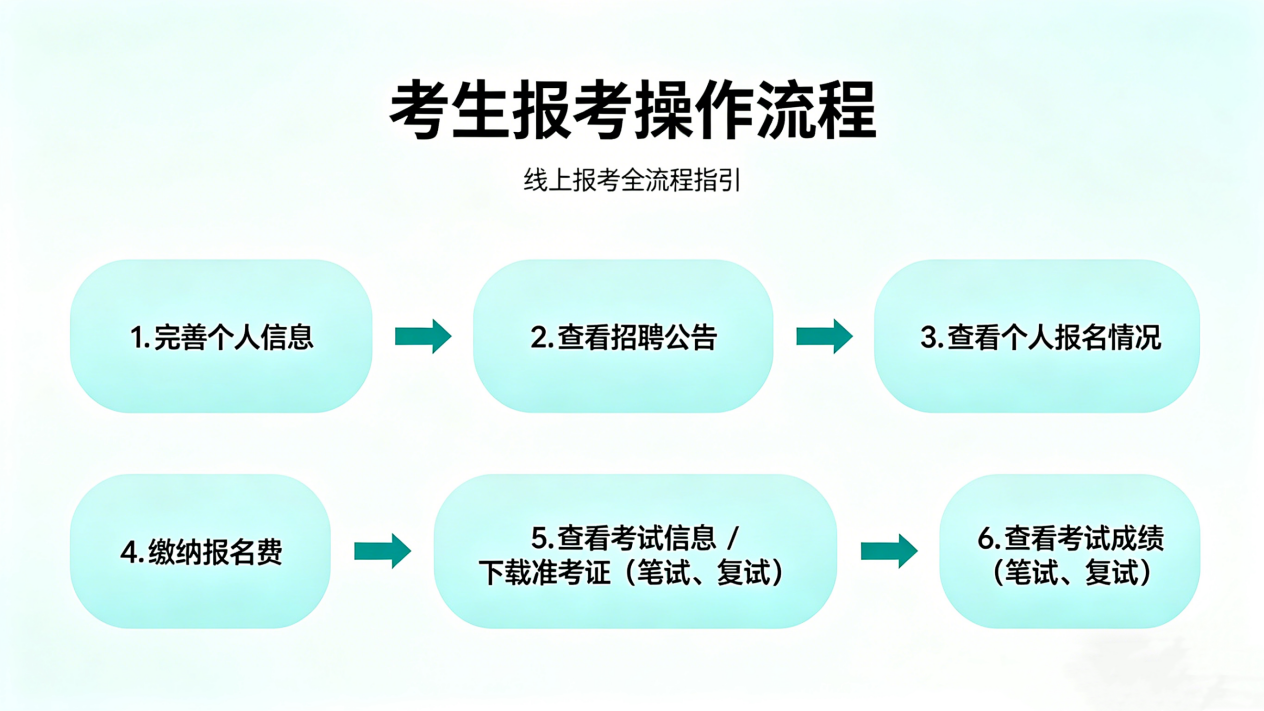 考生报考操作流程
线上报考全流程指引
1.完善个人信息
2.查看招聘公告
3.查看个人报名情况
4.缴纳报名费
5.查看考试信息 /
下载准考证（笔试、复试）
6.查看考试成绩
（笔试、复试）